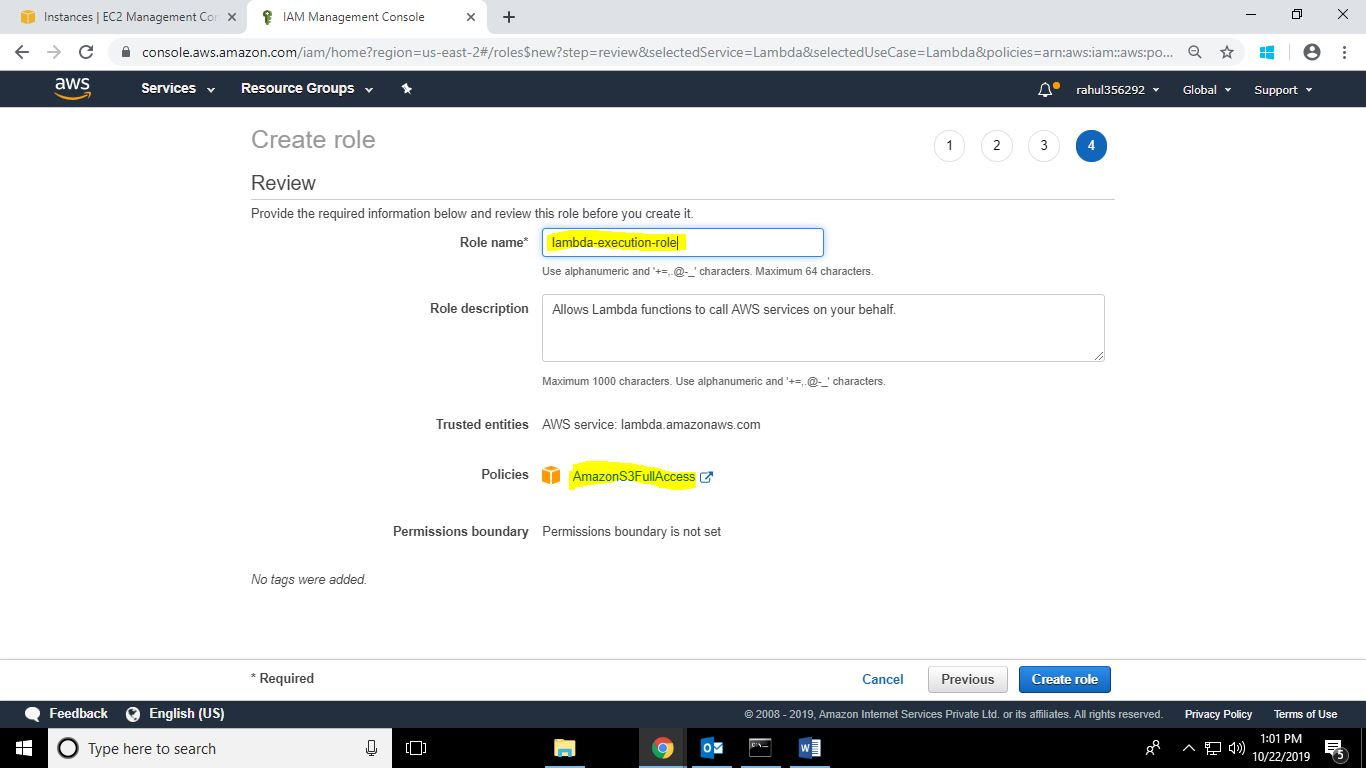 Instances | EC2 Management Con
IAM Management Console
console.aws.amazon.com/iam/home?region=us-east-2#/roles$new?step=review&selectedService=Lambda&selectedUseCase=Lambda&policies=arn:aws:iam::aws:po...
aws Services Resource Groups rahul356292 Global Support
Create role 1 2 3 4
Review
Provide the required information below and review this role before you create it.
Role name* lambda-execution-role
Use alphanumeric and '+=,.@-_' characters. Maximum 64 characters.
Role description Allows Lambda functions to call AWS services on your behalf.
Maximum 1000 characters. Use alphanumeric and '+=,.@-_' characters.
Trusted entities AWS service: lambda.amazonaws.com
Policies AmazonS3FullAccess
Permissions boundary Permissions boundary is not set
No tags were added.
* Required Cancel Previous Create role
Feedback English (US) © 2008 - 2019, Amazon Internet Services Private Ltd. or its affiliates. All rights reserved. Privacy Policy Terms of Use
Type here to search
1:01 PM
10/22/2019
5